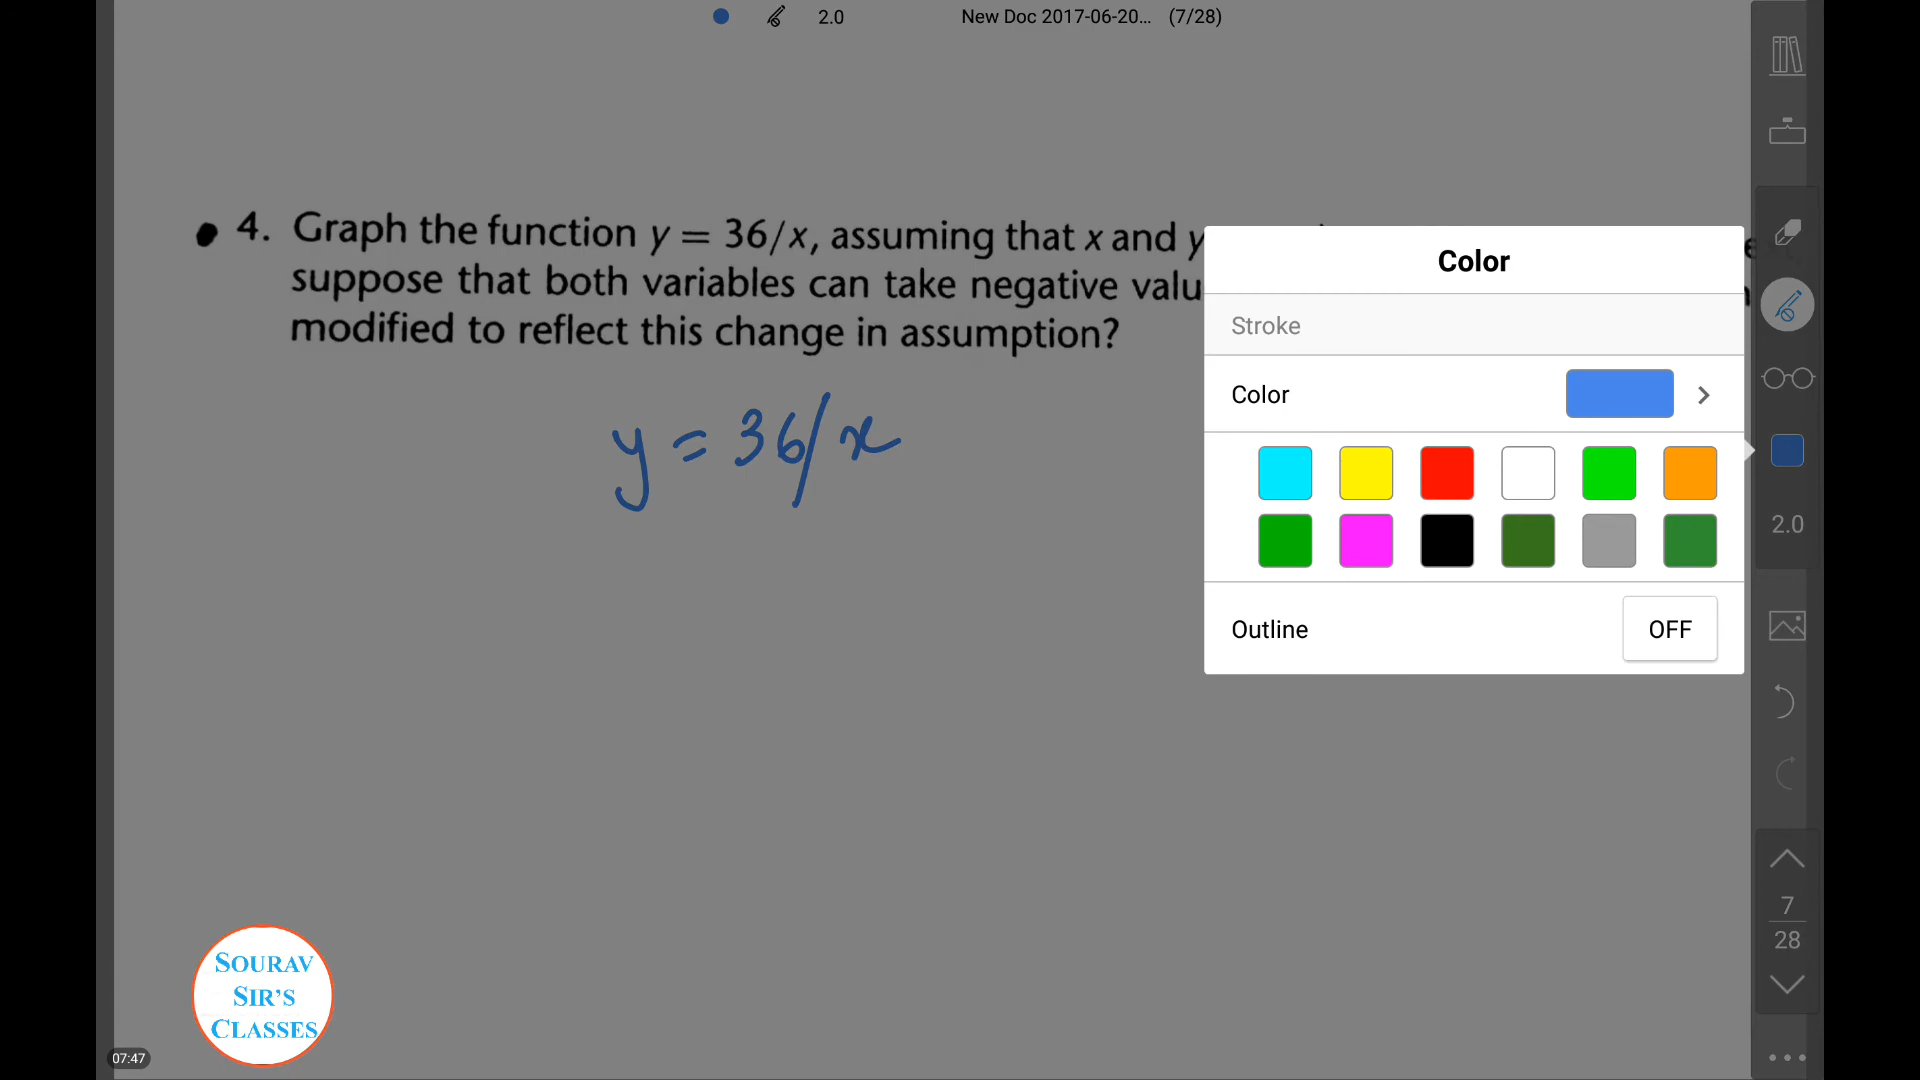 2.0 New Doc 2017-06-20... (7/28)
4. Graph the function y = 36/x, assuming that x and y
suppose that both variables can take negative valu
modified to reflect this change in assumption?
y = 36/x
Color
Stroke
Color
Outline OFF
2.0
7
28
SOURAV
SIR'S
CLASSES
07:47